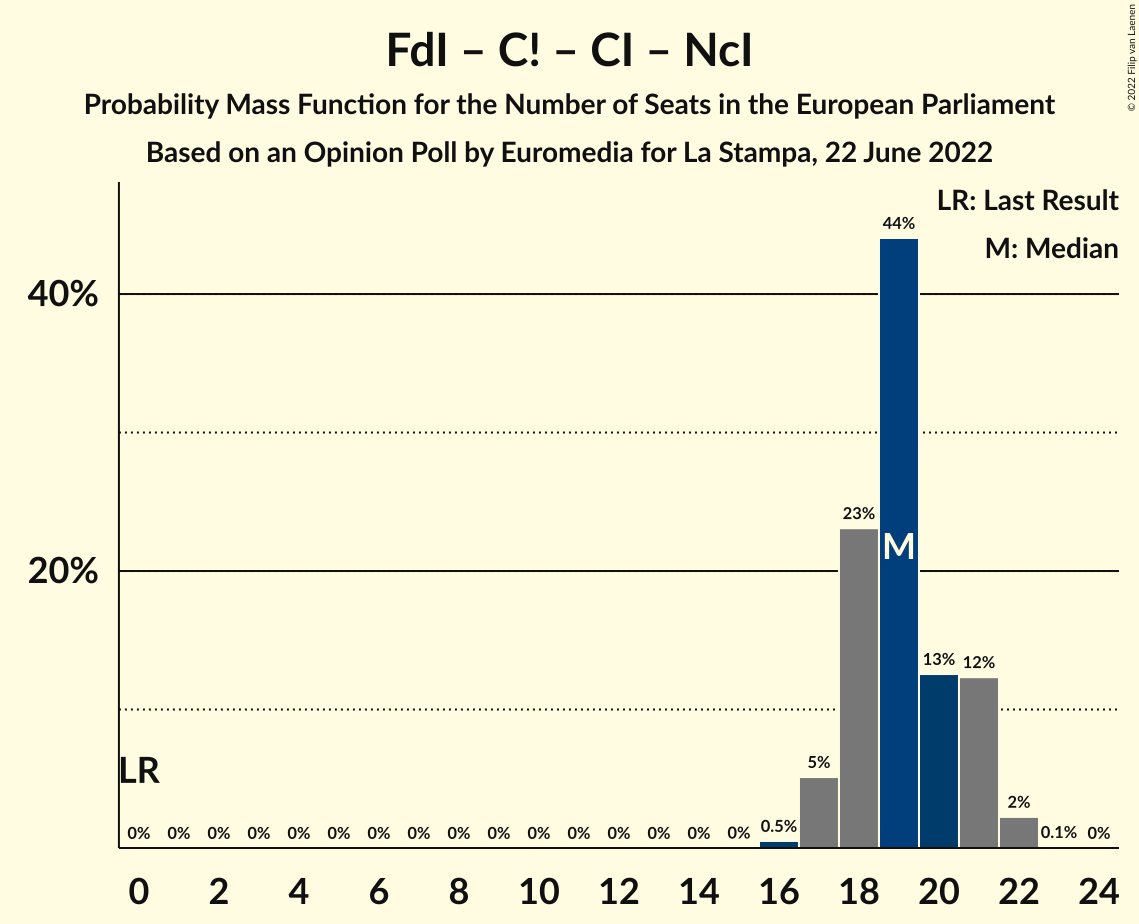 FdI – C! – CI – NcI
Probability Mass Function for the Number of Seats in the European Parliament
Based on an Opinion Poll by Euromedia for La Stampa, 22 June 2022
© 2022 Filip van Laenen
LR: Last Result
M: Median
40%
20%
44%
23%
M
13%
12%
5%
2%
0.5%
0.1%
LR
0% 0% 0% 0% 0% 0% 0% 0% 0% 0% 0% 0% 0% 0% 0% 0% 0%
0 2 4 6 8 10 12 14 16 18 20 22 24